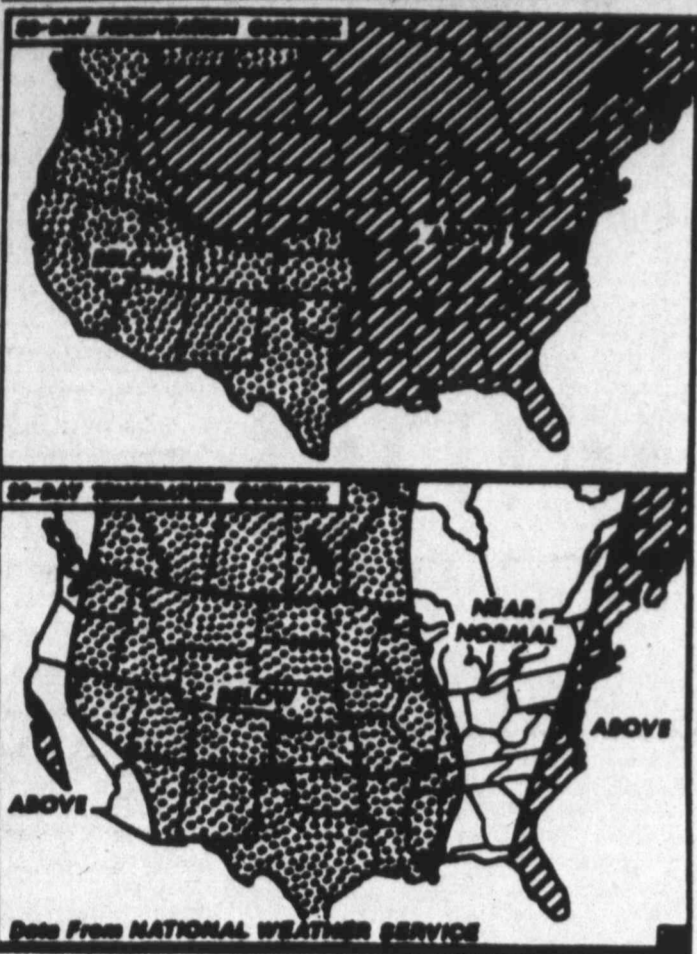 30-DAY PRECIPITATION OUTLOOK
BELOW
ABOVE
30-DAY TEMPERATURE OUTLOOK
NEAR
NORMAL
BELOW
ABOVE
ABOVE
Data From NATIONAL WEATHER SERVICE